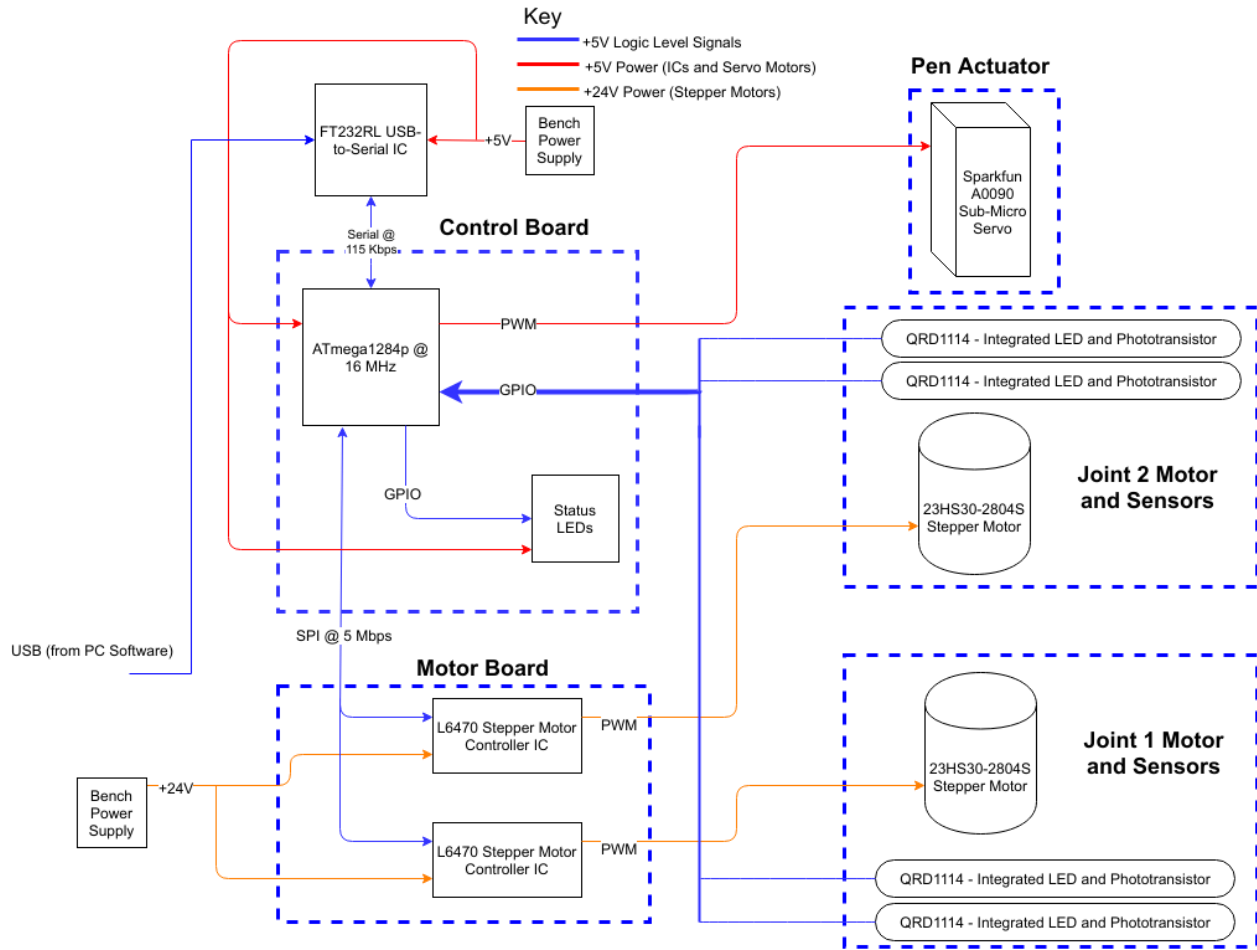 Key
+5V Logic Level Signals
+5V Power (ICs and Servo Motors)
+24V Power (Stepper Motors)
FT232RL USB-
to-Serial IC
+5V
Bench
Power
Supply
Pen Actuator
Sparkfun
A0090
Sub-Micro
Servo
Serial @
115 Kbps
Control Board
ATmega1284p @
16 MHz
PWM
GPIO
GPIO
Status
LEDs
QRD1114 - Integrated LED and Phototransistor
QRD1114 - Integrated LED and Phototransistor
23HS30-2804S
Stepper Motor
Joint 2 Motor
and Sensors
SPI @ 5 Mbps
USB (from PC Software)
Motor Board
L6470 Stepper Motor
Controller IC
PWM
+24V
Bench
Power
Supply
L6470 Stepper Motor
Controller IC
PWM
23HS30-2804S
Stepper Motor
Joint 1 Motor
and Sensors
QRD1114 - Integrated LED and Phototransistor
QRD1114 - Integrated LED and Phototransistor